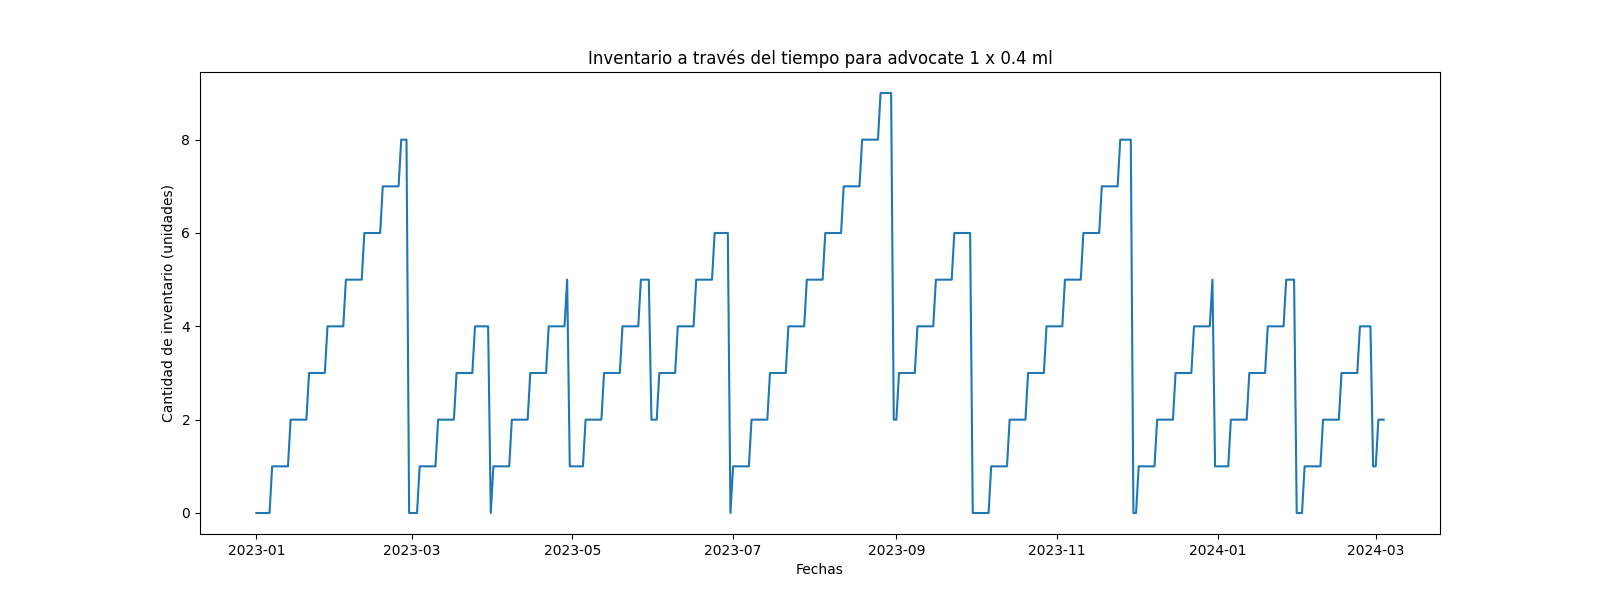 Inventario a través del tiempo para advocate 1 x 0.4 ml
Cantidad de inventario (unidades)
8
6
4
2
0
2023-01 2023-03 2023-05 2023-07 2023-09 2023-11 2024-01 2024-03
Fechas